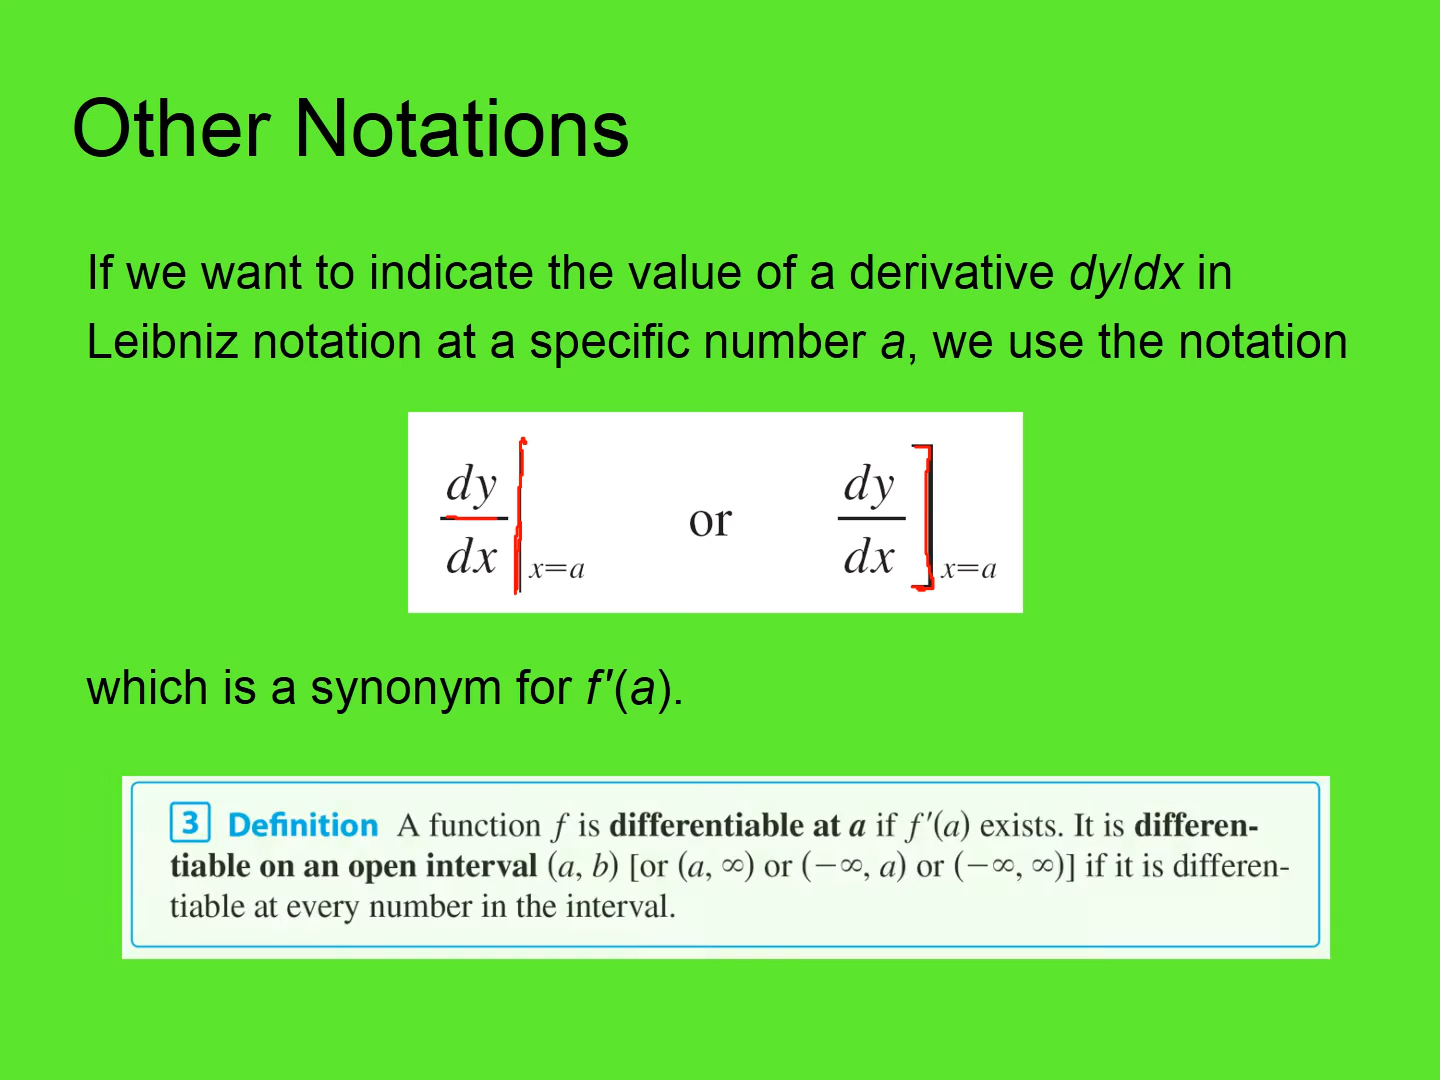 Other Notations
If we want to indicate the value of a derivative dy/dx in
Leibniz notation at a specific number a, we use the notation
dy/dx|x=a or dy/dx]x=a
which is a synonym for f′(a).
3 Definition A function f is differentiable at a if f′(a) exists. It is differen-
tiable on an open interval (a, b) [or (a, ∞) or (−∞, a) or (−∞, ∞)] if it is differen-
tiable at every number in the interval.